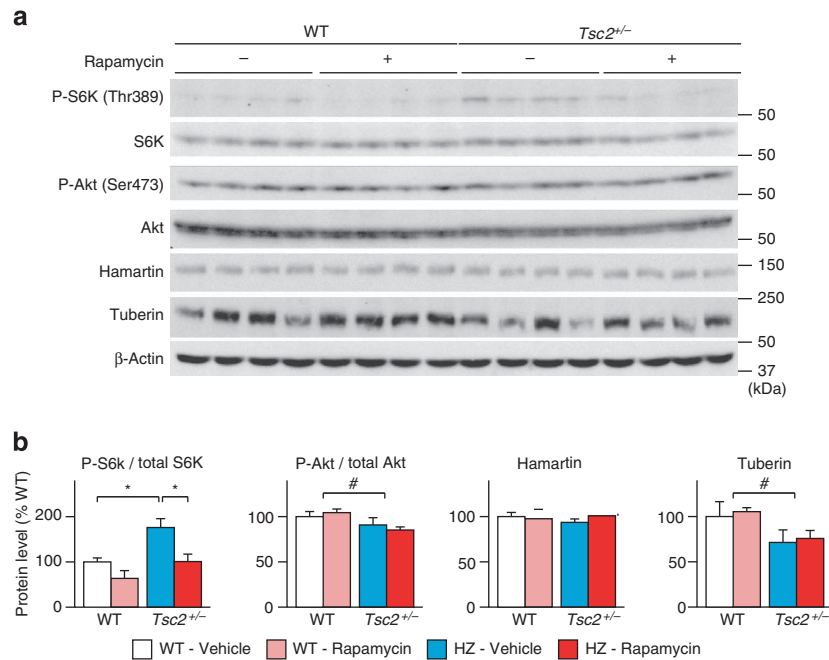 a
WT Tsc2+/−
Rapamycin − + − +
P-S6K (Thr389)
50
S6K
50
P-Akt (Ser473)
50
Akt
50
Hamartin
150
250
Tuberin
50
β-Actin
37
(kDa)
b
P-S6k / total S6K P-Akt / total Akt Hamartin Tuberin
Protein level (% WT)
* * # #
200 100 0
100 50 0
100 50 0
100 50 0
WT Tsc2+/− WT Tsc2+/− WT Tsc2+/− WT Tsc2+/−
WT - Vehicle WT - Rapamycin HZ - Vehicle HZ - Rapamycin